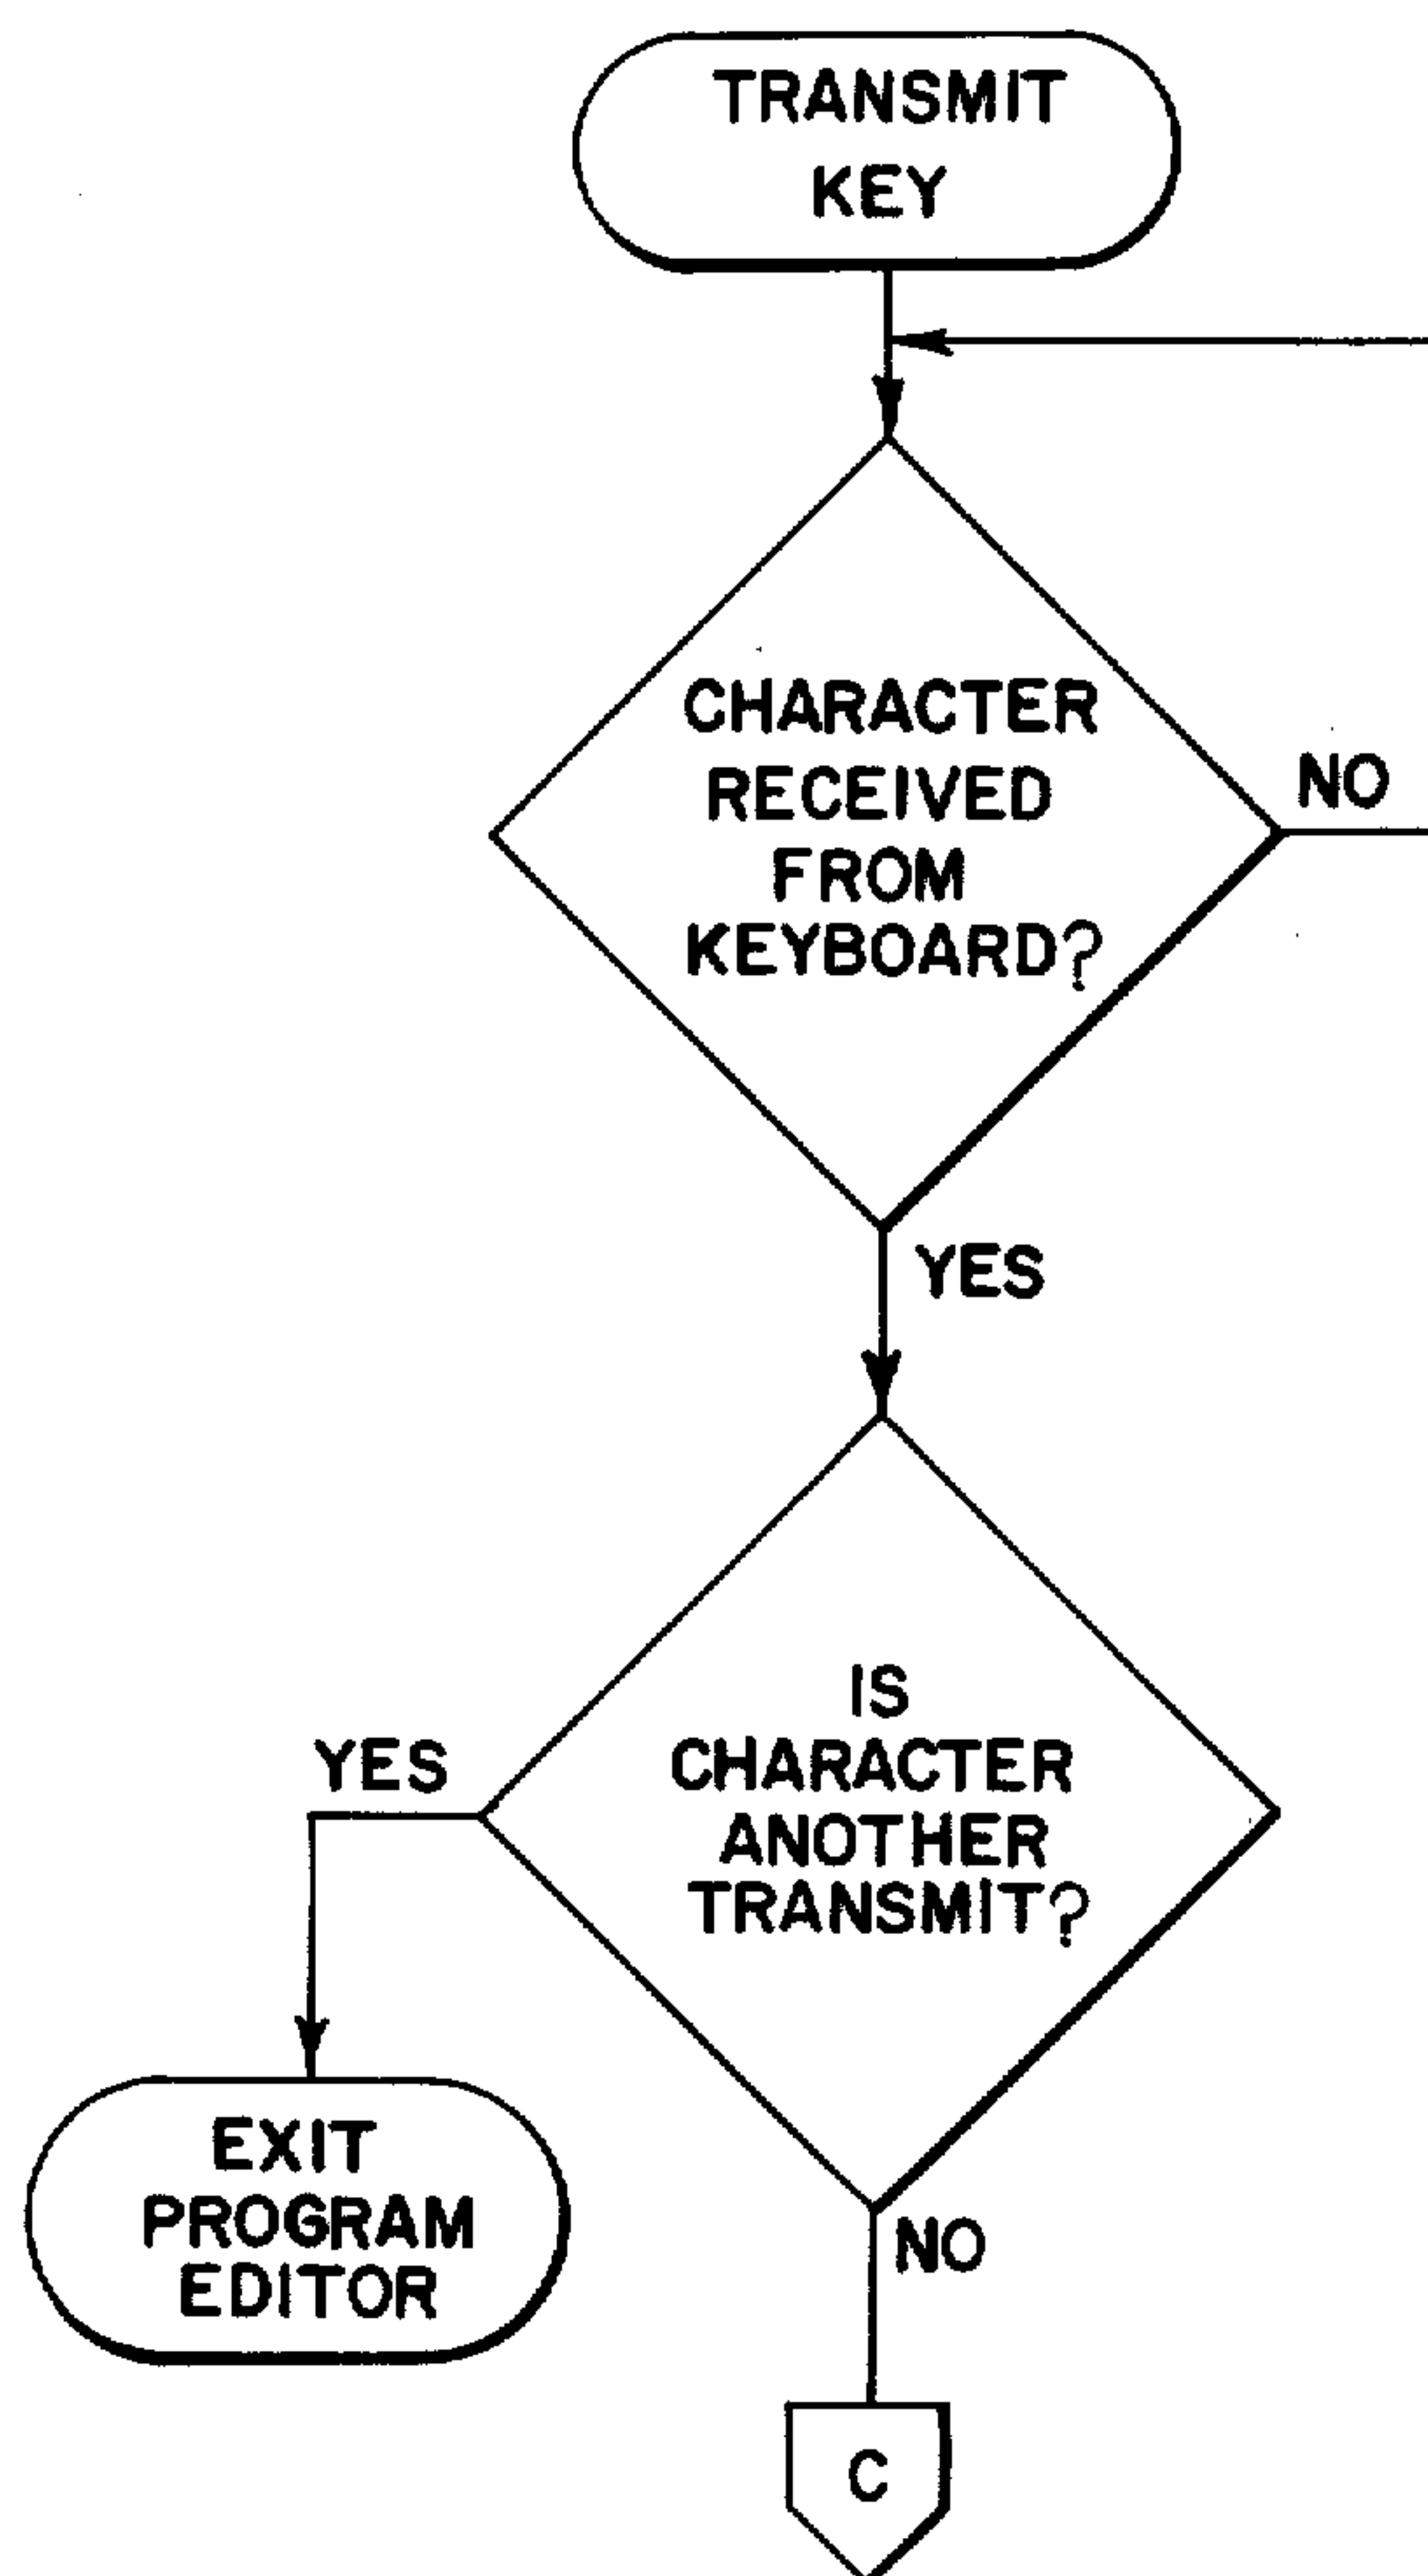 TRANSMIT
KEY
CHARACTER
RECEIVED
FROM
KEYBOARD?
NO
YES
IS
CHARACTER
ANOTHER
TRANSMIT?
YES
EXIT
PROGRAM
EDITOR
NO
C